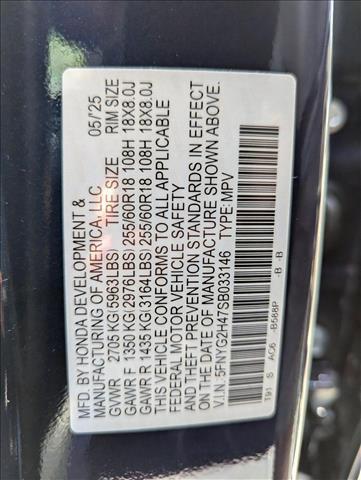 MFD BY HONDA DEVELOPMENT &
MANUFACTURING OF AMERICA, LLC 05/'25
GVWR 2705 KG(5963LBS) TIRE SIZE RIM SIZE
GAWR F 1350 KG(2976LBS) 255/60R18 108H 18X8.0J
GAWR R 1435 KG(3164LBS) 255/60R18 108H 18X8.0J
THIS VEHICLE CONFORMS TO ALL APPLICABLE
FEDERAL MOTOR VEHICLE SAFETY
AND THEFT PREVENTION STANDARDS IN EFFECT
ON THE DATE OF MANUFACTURE SHOWN ABOVE.
V.I.N.: 5FNYG2H47SB033146 TYPE: MPV
T91 S AC6 -B588P -B -B